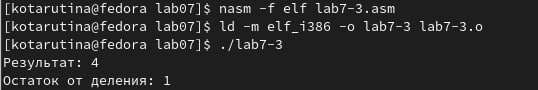 [kotarutina@fedora lab07]$ nasm -f elf lab7-3.asm
[kotarutina@fedora lab07]$ ld -m elf_i386 -o lab7-3 lab7-3.o
[kotarutina@fedora lab07]$ ./lab7-3
Результат: 4
Остаток от деления: 1